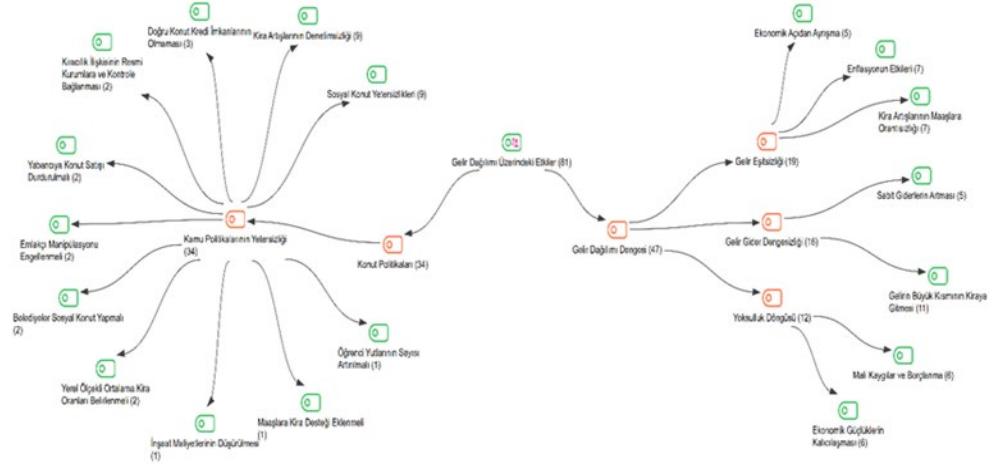 Doğru Konut Kredi İmkanlarının
Olmaması (3)
Kira Artışlarının Denetimsizliği (9)
Kiracılık İlişkisinin Resmi
Kurumlara ve Kontrole
Bağlanması (2)
Sosyal Konut Yetersizlikleri (9)
Yabancıya Konut Satışı
Durdurulmalı (2)
Emlakçı Manipülasyonu
Engellenmeli (2)
Kamu Politikalarının Yetersizliği
(34)
Konut Politikaları (34)
Belediyeler Sosyal Konut Yapmalı
(2)
Yerel Ölçekli Ortalama Kira
Oranları Belirlenmeli (2)
İnşaat Maliyetlerinin Düşürülmesi
(1)
Maaşlara Kira Desteği Eklenmeli
(1)
Öğrenci Yurtlarının Sayısı
Artırılmalı (1)
Gelir Dağılımı Üzerindeki Etkiler (81)
Gelir Dağılımı Dengesi (47)
Ekonomik Açıdan Ayrışma (5)
Enflasyonun Etkileri (7)
Kira Artışlarının Maaşlara
Orantısızlığı (7)
Gelir Eşitsizliği (19)
Sabit Giderlerin Artması (5)
Gelir Gider Dengesizliği (16)
Gelirin Büyük Kısmının Kiraya
Gitmesi (11)
Yoksulluk Döngüsü (12)
Mali Kaygılar ve Borçlanma (6)
Ekonomik Güçlüklerin
Kalıcılaşması (6)